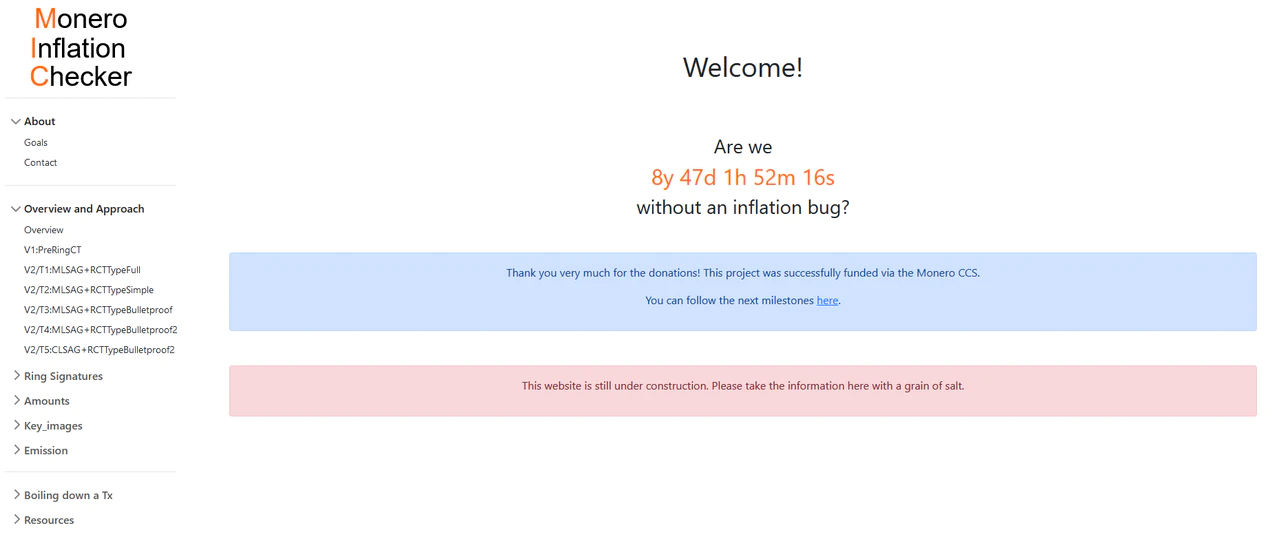 Monero
Inflation
Checker
About
Goals
Contact
Overview and Approach
Overview
V1:PreRingCT
V2/T1:MLSAG+RCTTypeFull
V2/T2:MLSAG+RCTTypeSimple
V2/T3:MLSAG+RCTTypeBulletproof
V2/T4:MLSAG+RCTTypeBulletproof2
V2/T5:CLSAG+RCTTypeBulletproof2
Ring Signatures
Amounts
Key_images
Emission
Boiling down a Tx
Resources
Welcome!
Are we
8y 47d 1h 52m 16s
without an inflation bug?
Thank you very much for the donations! This project was successfully funded via the Monero CCS.
You can follow the next milestones here.
This website is still under construction. Please take the information here with a grain of salt.